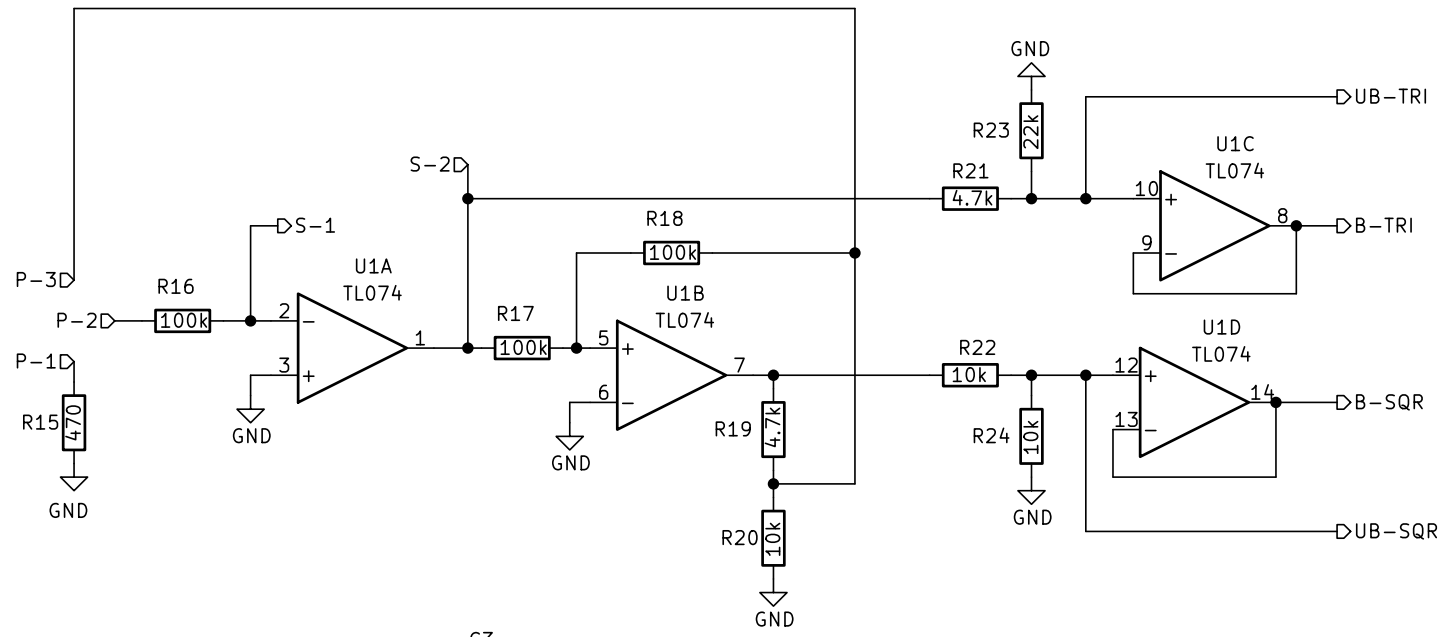 GND
UB-TRI
R23
22k
U1C
TL074
S-2
R21
4.7k
10
+
8
B-TRI
9
-
S-1
R18
100k
P-3
R16
U1A
TL074
U1B
TL074
P-2
100k
2
-
R17
1
100k
5
+
U1D
TL074
P-1
3
+
R22
10k
12
+
7
6
-
14
B-SQR
R15
470
GND
R19
4.7k
R24
10k
13
-
GND
GND
GND
R20
10k
UB-SQR
GND